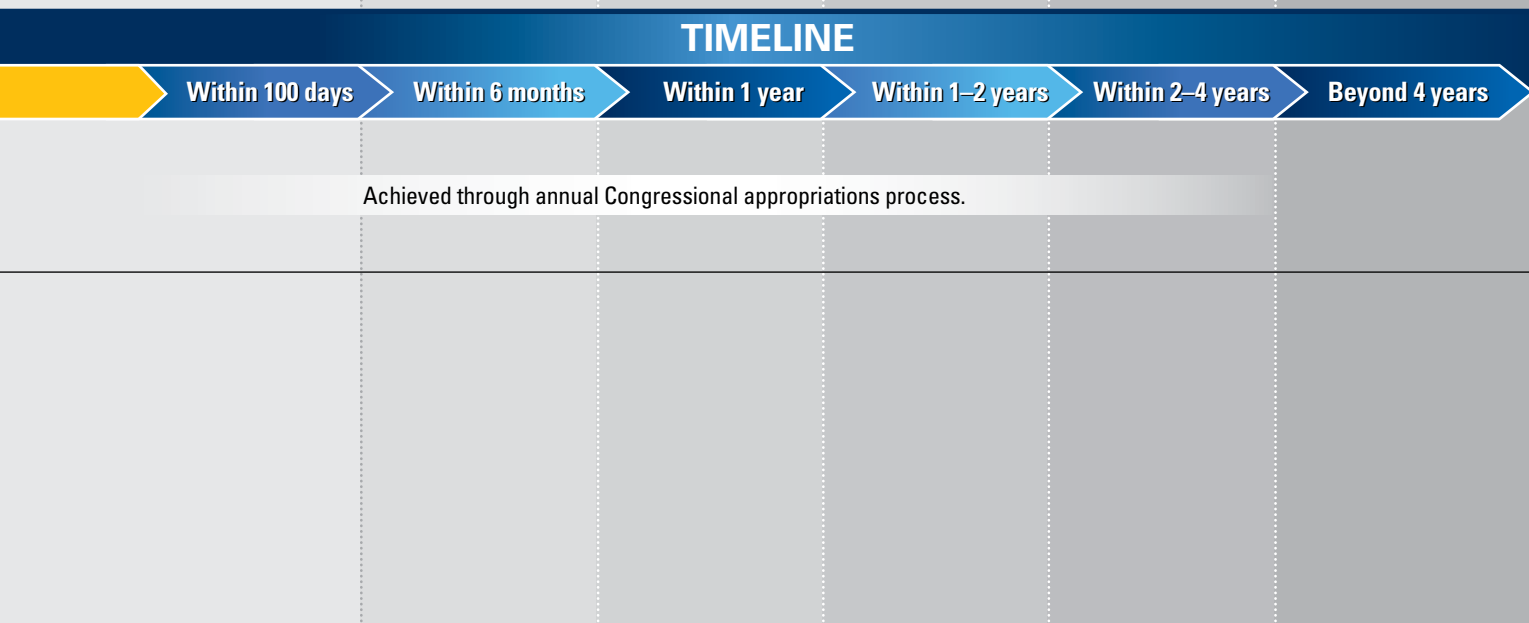 TIMELINE
Within 100 days Within 6 months Within 1 year Within 1–2 years Within 2–4 years Beyond 4 years
Achieved through annual Congressional appropriations process.